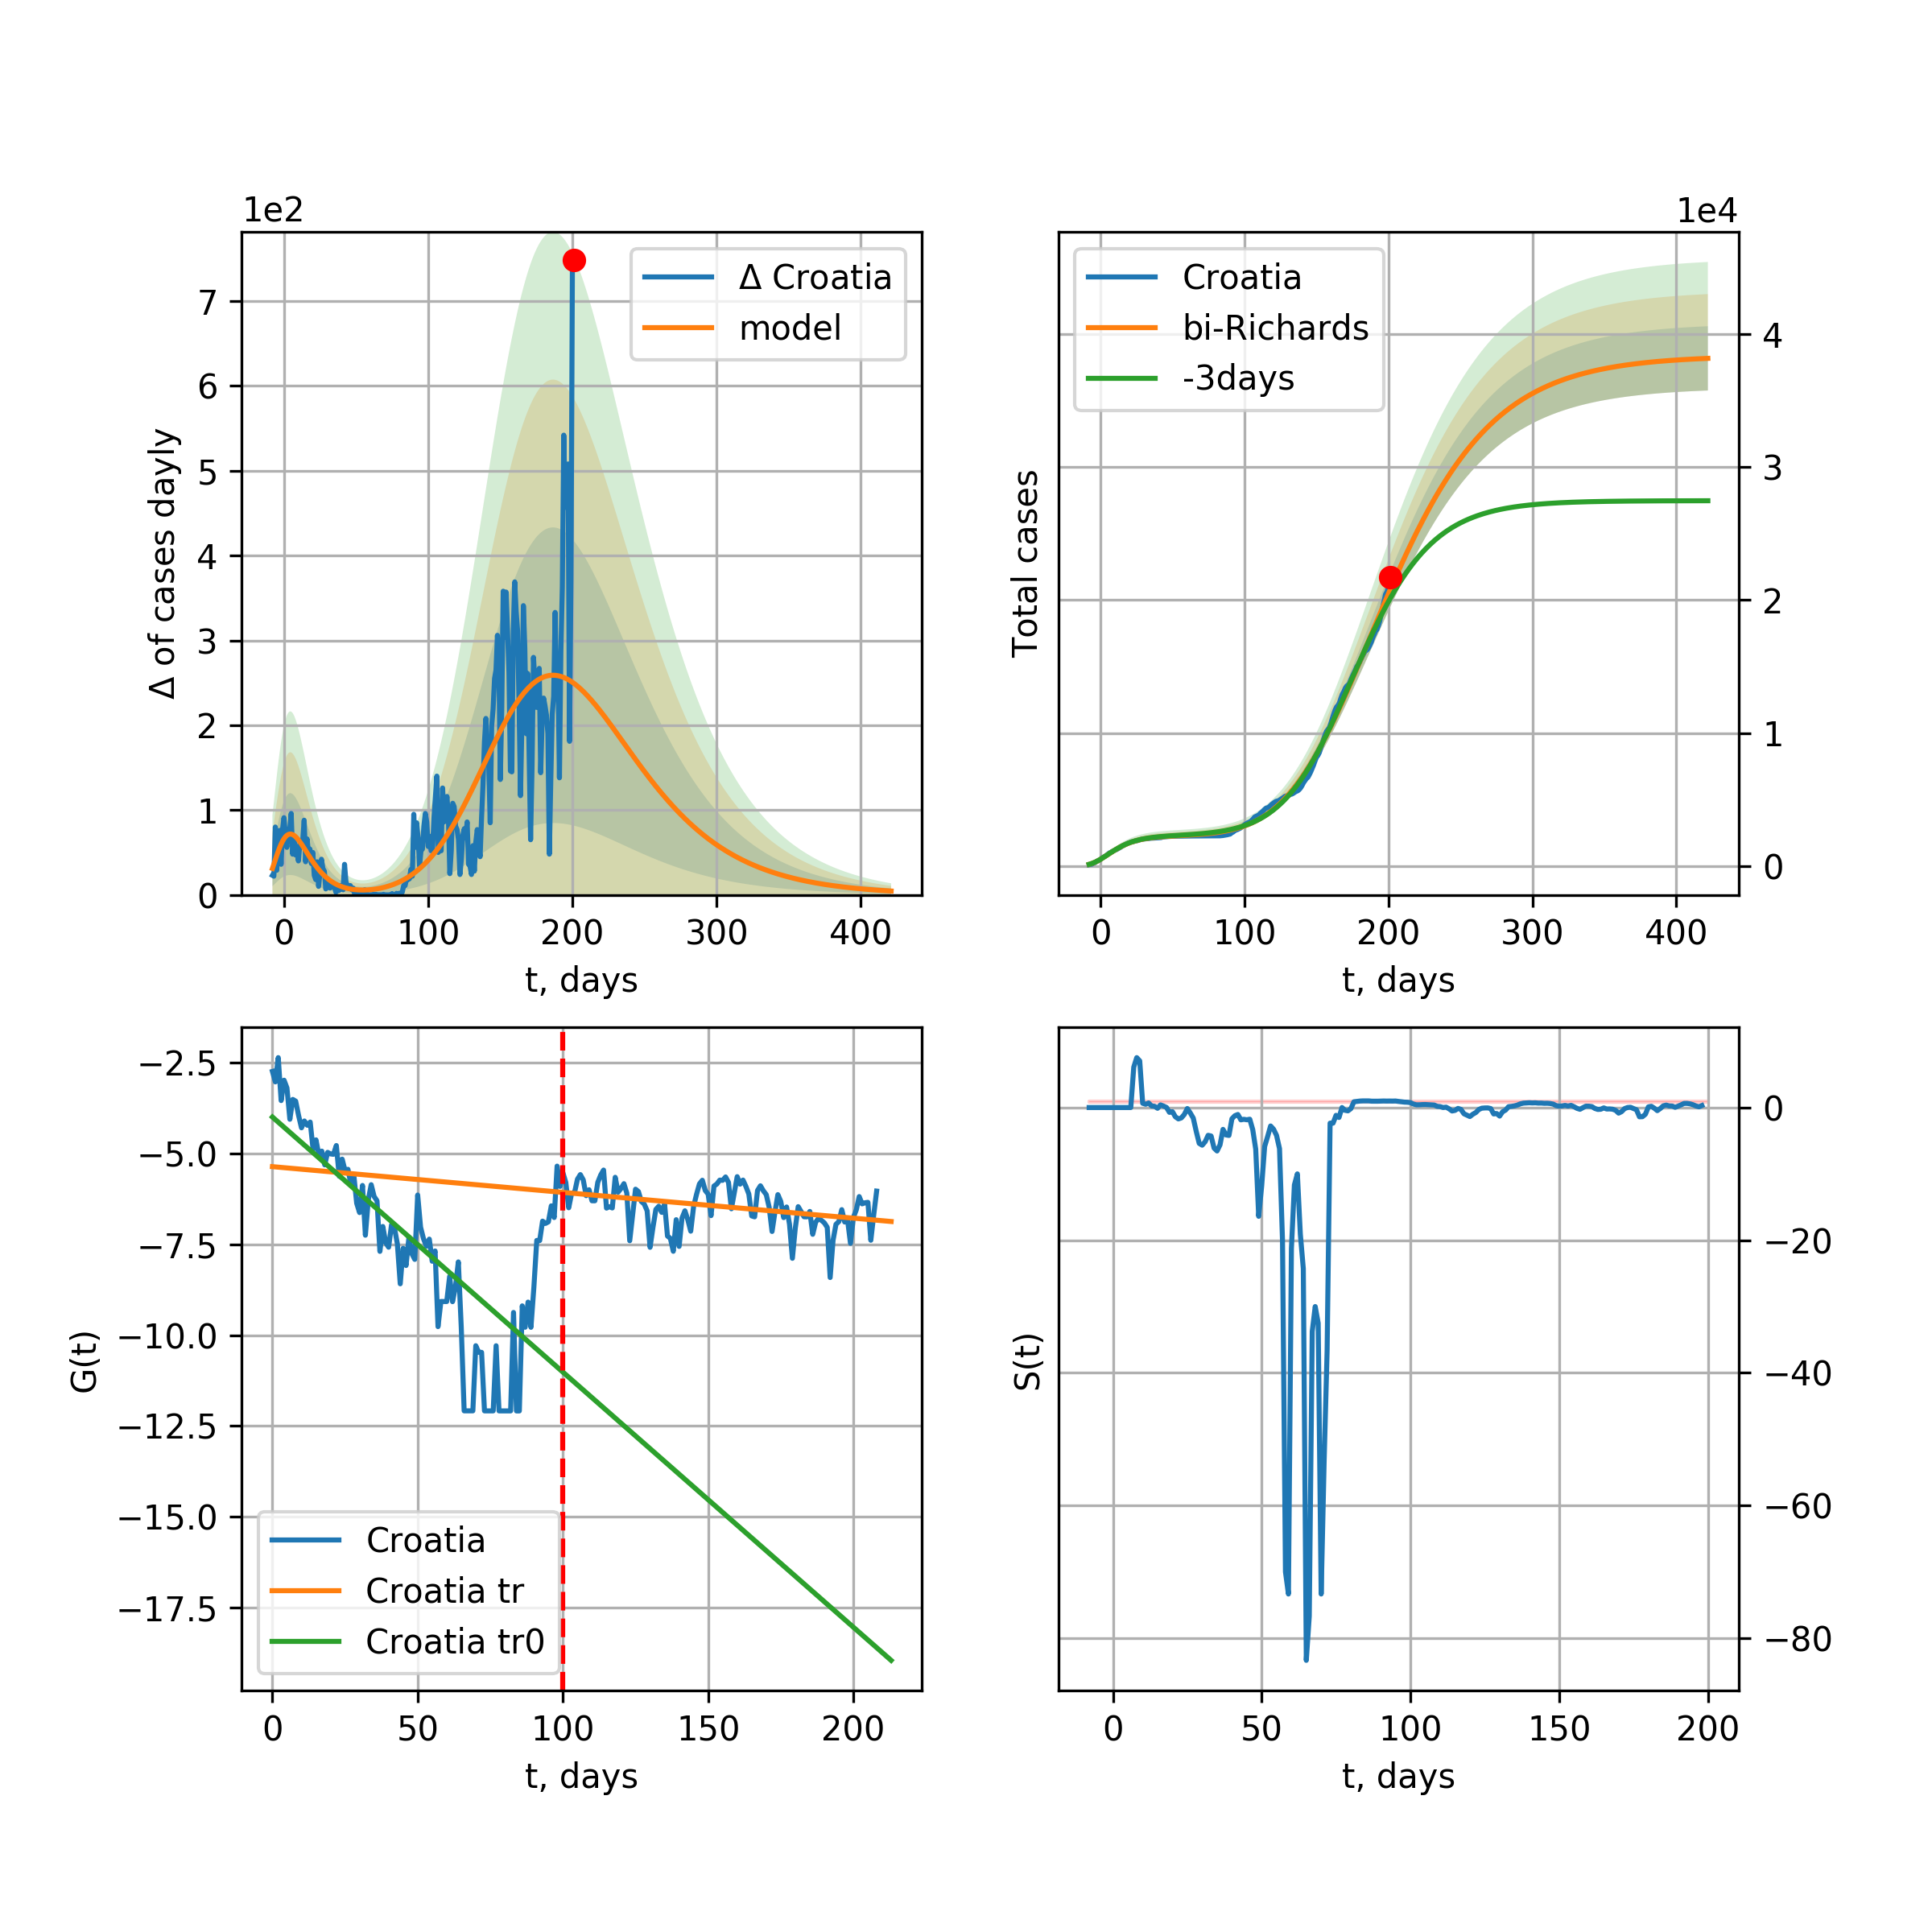 1e2
Δ of cases dayly
7
6
5
4
3
2
1
0
Δ Croatia
model
0 100 200 300 400
t, days
1e4
Total cases
Croatia
bi-Richards
-3days
4
3
2
1
0
0 100 200 300 400
t, days
G(t)
−2.5
−5.0
−7.5
−10.0
−12.5
−15.0
−17.5
Croatia
Croatia tr
Croatia tr0
0 50 100 150 200
t, days
S(t)
0
−20
−40
−60
−80
0 50 100 150 200
t, days